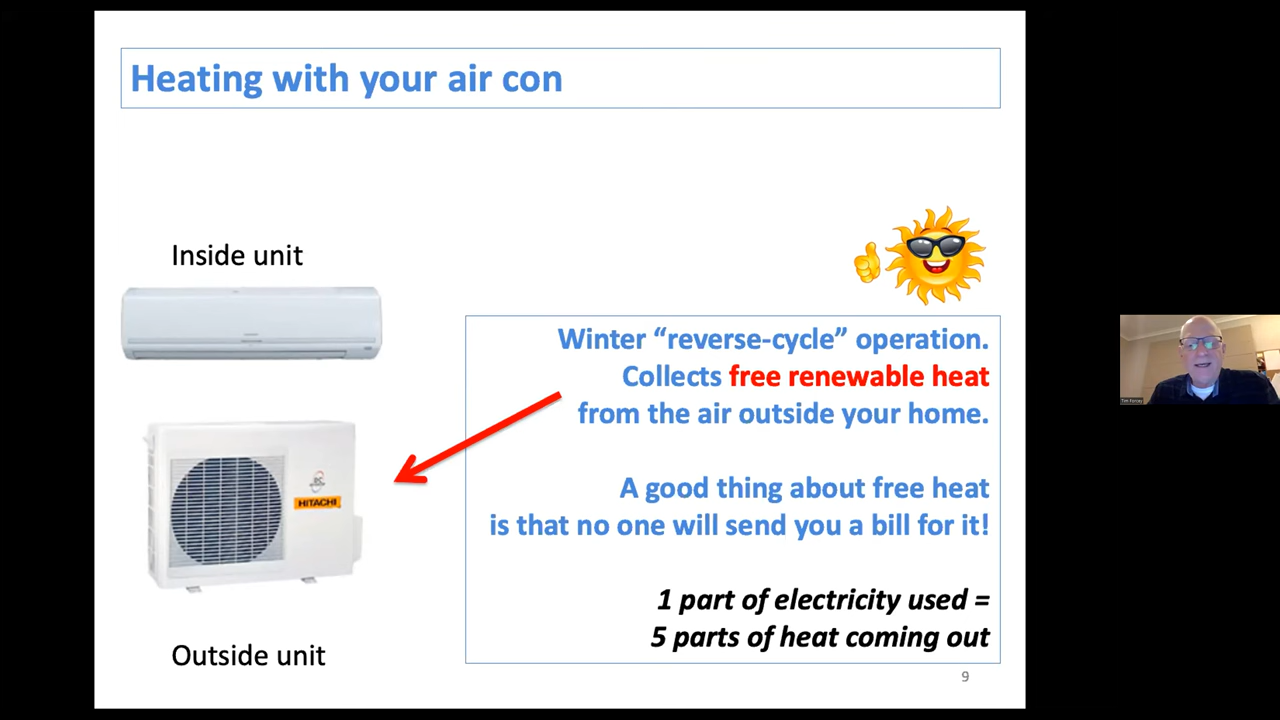 Heating with your air con
Inside unit
Winter “reverse-cycle” operation.
Collects free renewable heat
from the air outside your home.
A good thing about free heat
is that no one will send you a bill for it!
1 part of electricity used =
5 parts of heat coming out
HITACHI
Outside unit
9
Tim Forcey